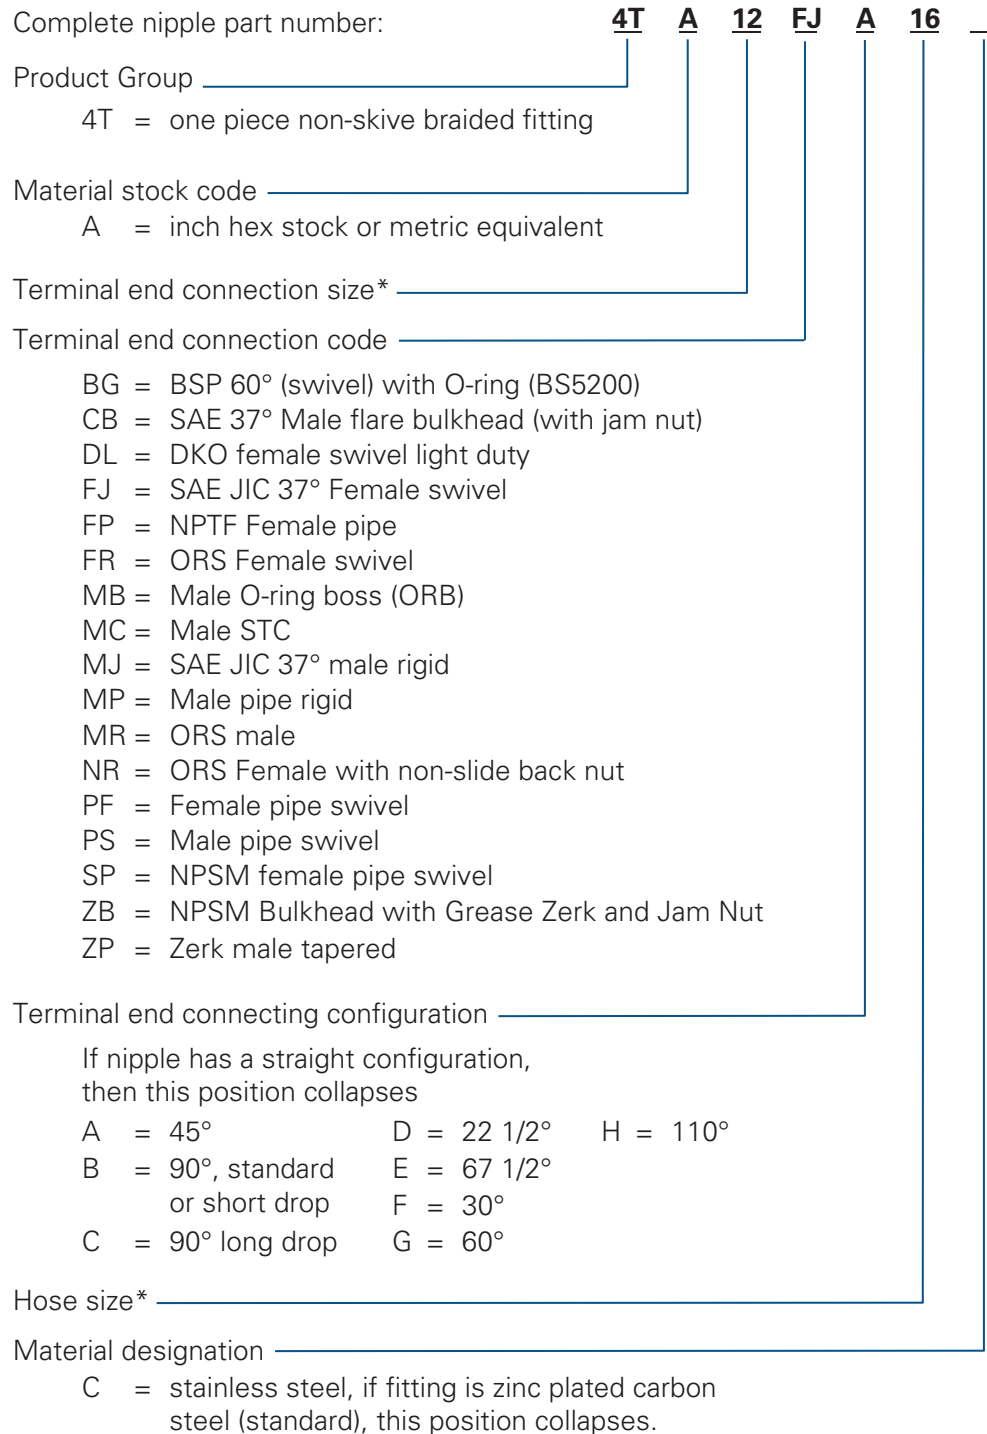 Complete nipple part number: 4T A 12 FJ A 16 _
Product Group
4T = one piece non-skive braided fitting
Material stock code
A = inch hex stock or metric equivalent
Terminal end connection size*
Terminal end connection code
BG = BSP 60° (swivel) with O-ring (BS5200)
CB = SAE 37° Male flare bulkhead (with jam nut)
DL = DKO female swivel light duty
FJ = SAE JIC 37° Female swivel
FP = NPTF Female pipe
FR = ORS Female swivel
MB = Male O-ring boss (ORB)
MC = Male STC
MJ = SAE JIC 37° male rigid
MP = Male pipe rigid
MR = ORS male
NR = ORS Female with non-slide back nut
PF = Female pipe swivel
PS = Male pipe swivel
SP = NPSM female pipe swivel
ZB = NPSM Bulkhead with Grease Zerk and Jam Nut
ZP = Zerk male tapered
Terminal end connecting configuration
If nipple has a straight configuration,
then this position collapses
A = 45° D = 22 1/2° H = 110°
B = 90°, standard E = 67 1/2°
or short drop F = 30°
C = 90° long drop G = 60°
Hose size*
Material designation
C = stainless steel, if fitting is zinc plated carbon
steel (standard), this position collapses.